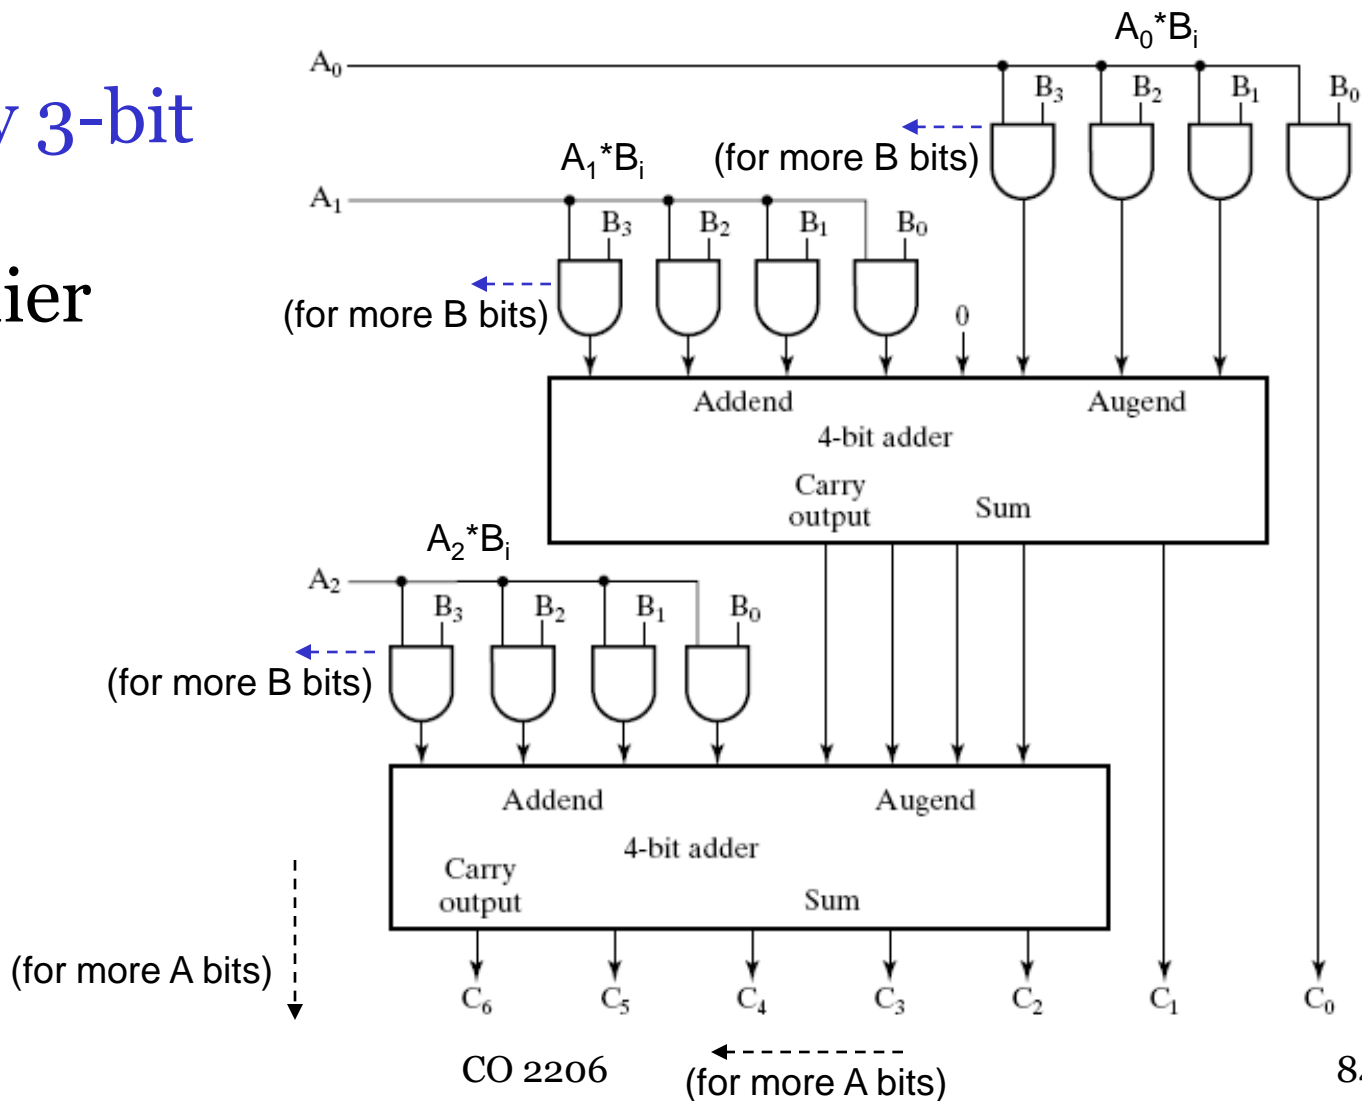 A₀*Bᵢ
A₀
B₃ B₂ B₁ B₀
y 3-bit
A₁*Bᵢ (for more B bits)
A₁
B₃ B₂ B₁ B₀
lier
(for more B bits)
0
Addend Augend
4-bit adder
Carry
output
Sum
A₂*Bᵢ
A₂
B₃ B₂ B₁ B₀
(for more B bits)
Addend Augend
4-bit adder
Carry
output
Sum
(for more A bits)
C₆ C₅ C₄ C₃ C₂ C₁ C₀
CO 2206 (for more A bits) 8.